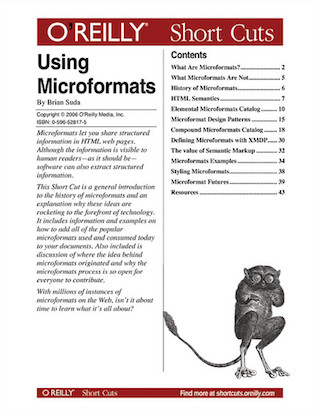 O'REILLY® Short Cuts
Using
Microformats
By Brian Suda
Copyright © 2006 O'Reilly Media, Inc.
ISBN: 0-596-52817-5
Microformats let you share structured
information in HTML web pages.
Although the information is visible to
human readers—as it should be—
software can also extract structured
information.
This Short Cut is a general introduction
to the history of microformats and an
explanation why these ideas are
rocketing to the forefront of technology.
It includes information and examples on
how to add all of the popular
microformats used and consumed today
to your documents. Also included is
discussion of where the idea behind
microformats originated and why the
microformats process is so open for
everyone to contribute.
With millions of instances of
microformats on the Web, isn't it about
time to learn what it's all about?
Contents
What Are Microformats? 2
What Microformats Are Not 5
History of Microformats 6
HTML Semantics 7
Elemental Microformats Catalog 10
Microformat Design Patterns 15
Compound Microformats Catalog 18
Defining Microformats with XMDP 30
The value of Semantic Markup 32
Microformats Examples 34
Styling Microformats 38
Microformat Futures 39
Resources 43
O'REILLY® Short Cuts
Find more at shortcuts.oreilly.com